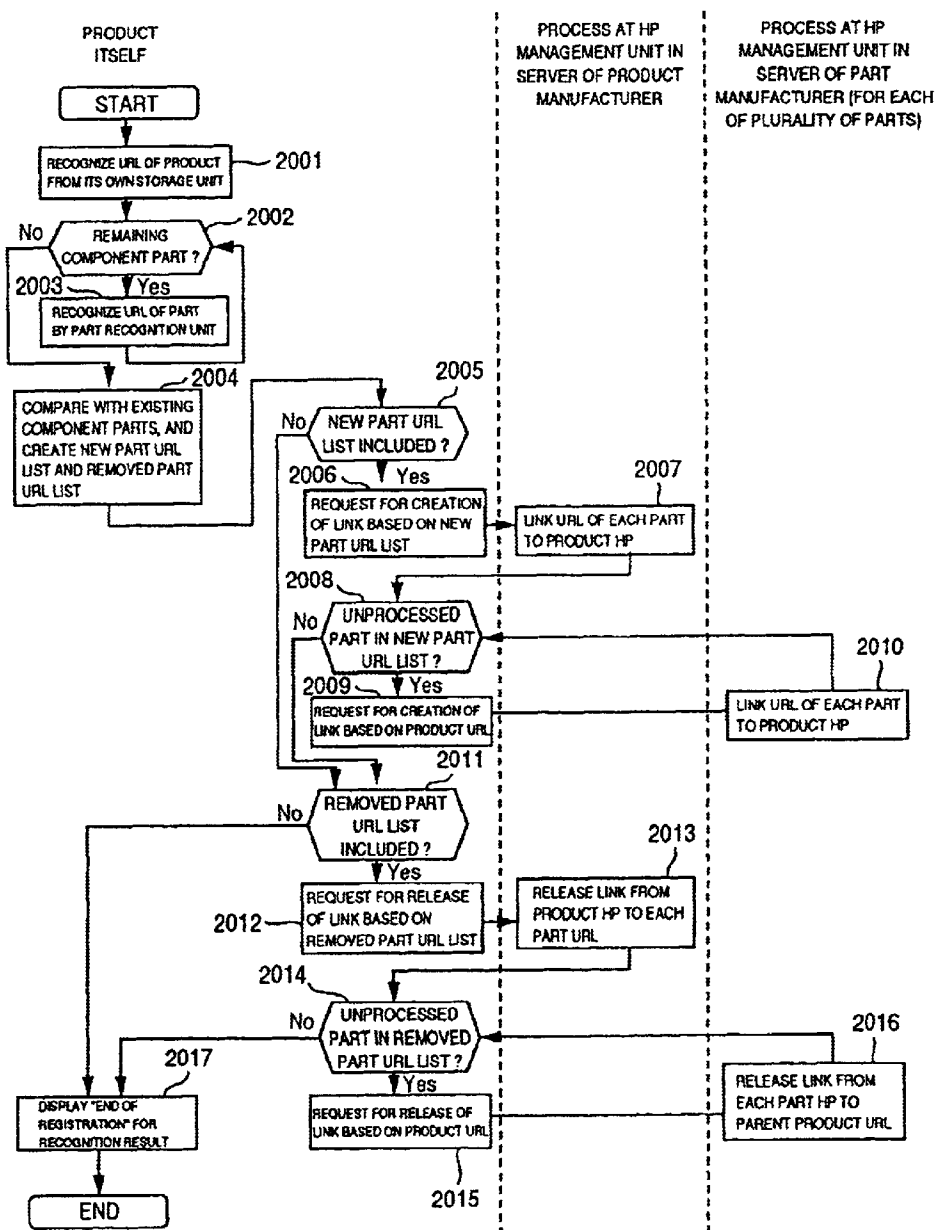 PRODUCT
ITSELF
PROCESS AT HP
MANAGEMENT UNIT IN
SERVER OF PRODUCT
MANUFACTURER
PROCESS AT HP
MANAGEMENT UNIT IN
SERVER OF PART
MANUFACTURER (FOR EACH
OF PLURALITY OF PARTS)
START
RECOGNIZE URL OF PRODUCT
FROM ITS OWN STORAGE UNIT
2001
2002
No
REMAINING
COMPONENT PART ?
2003
Yes
RECOGNIZE URL OF PART
BY PART RECOGNITION UNIT
2004
COMPARE WITH EXISTING
COMPONENT PARTS, AND
CREATE NEW PART URL
LIST AND REMOVED PART
URL LIST
2005
No
NEW PART URL
LIST INCLUDED ?
2006
Yes
REQUEST FOR CREATION
OF LINK BASED ON NEW
PART URL LIST
2007
LINK URL OF EACH PART
TO PRODUCT HP
2008
No
UNPROCESSED
PART IN NEW PART
URL LIST ?
2009
Yes
REQUEST FOR CREATION OF
LINK BASED ON PRODUCT URL
2010
LINK URL OF EACH PART
TO PRODUCT HP
2011
No
REMOVED PART
URL LIST
INCLUDED ?
Yes
2012
REQUEST FOR RELEASE
OF LINK BASED ON
REMOVED PART URL LIST
2013
RELEASE LINK FROM
PRODUCT HP TO EACH
PART URL
2014
No
UNPROCESSED
PART IN REMOVED
PART URL LIST ?
Yes
REQUEST FOR RELEASE OF
LINK BASED ON PRODUCT URL
2015
2016
RELEASE LINK FROM
EACH PART HP TO
PARENT PRODUCT URL
2017
DISPLAY "END OF
REGISTRATION" FOR
RECOGNITION RESULT
END